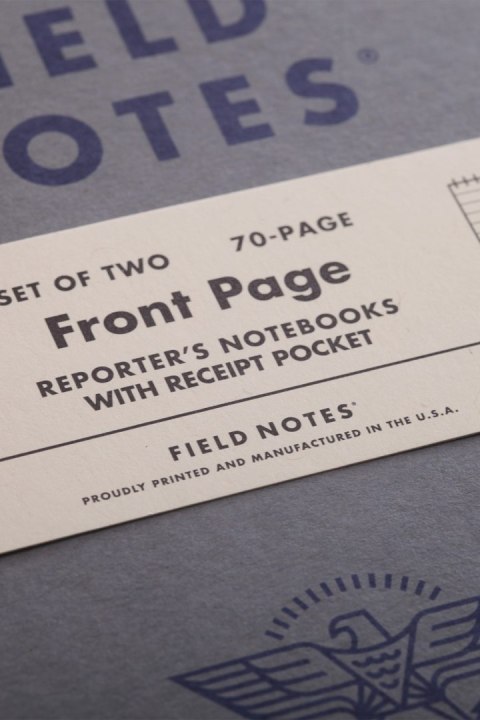 IELD
NOTES®
SET OF TWO 70-PAGE
Front Page
REPORTER'S NOTEBOOKS
WITH RECEIPT POCKET
FIELD NOTES®
PROUDLY PRINTED AND MANUFACTURED IN THE U.S.A.